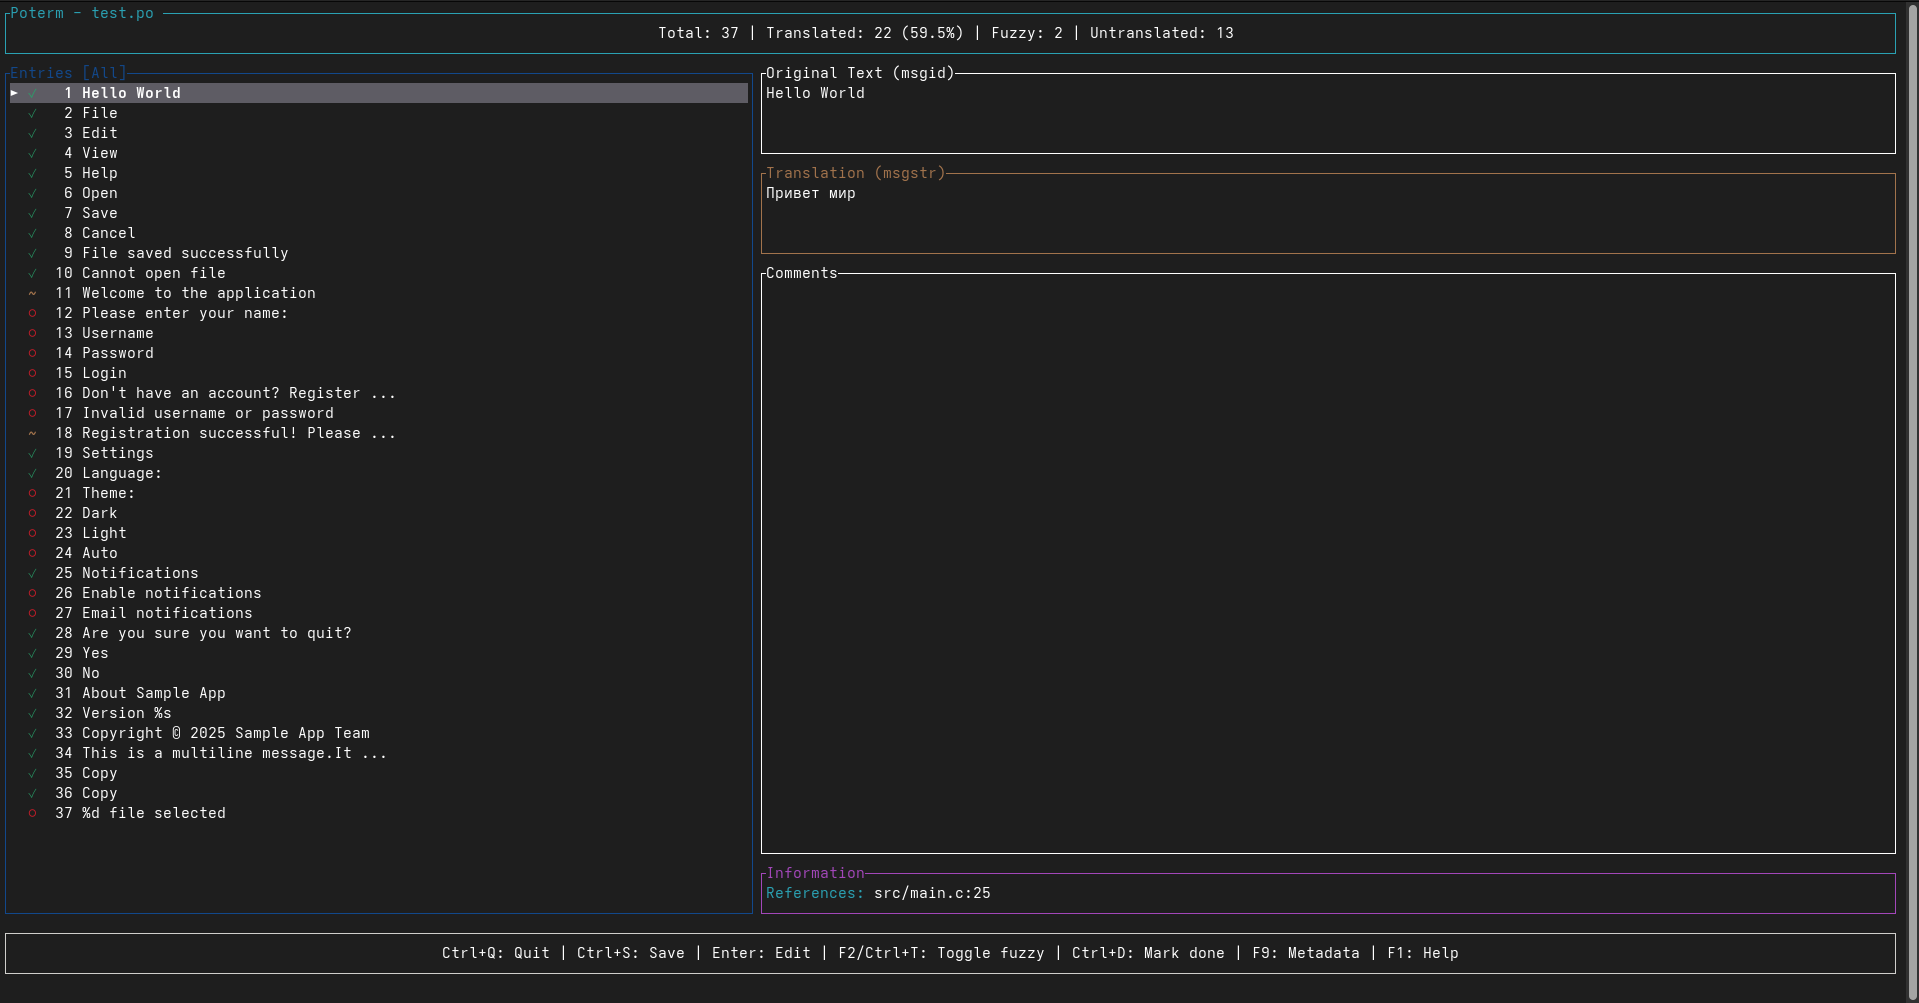 Poterm - test.po
Total: 37 | Translated: 22 (59.5%) | Fuzzy: 2 | Untranslated: 13
Entries [All]
► ✓ 1 Hello World
✓ 2 File
✓ 3 Edit
✓ 4 View
✓ 5 Help
✓ 6 Open
✓ 7 Save
✓ 8 Cancel
✓ 9 File saved successfully
✓ 10 Cannot open file
~ 11 Welcome to the application
○ 12 Please enter your name:
○ 13 Username
○ 14 Password
○ 15 Login
○ 16 Don't have an account? Register ...
○ 17 Invalid username or password
~ 18 Registration successful! Please ...
✓ 19 Settings
✓ 20 Language:
○ 21 Theme:
○ 22 Dark
○ 23 Light
○ 24 Auto
✓ 25 Notifications
○ 26 Enable notifications
○ 27 Email notifications
✓ 28 Are you sure you want to quit?
✓ 29 Yes
✓ 30 No
✓ 31 About Sample App
✓ 32 Version %s
✓ 33 Copyright © 2025 Sample App Team
✓ 34 This is a multiline message.It ...
✓ 35 Copy
✓ 36 Copy
○ 37 %d file selected
Original Text (msgid)
Hello World
Translation (msgstr)
Привет мир
Comments
Information
References: src/main.c:25
Ctrl+Q: Quit | Ctrl+S: Save | Enter: Edit | F2/Ctrl+T: Toggle fuzzy | Ctrl+D: Mark done | F9: Metadata | F1: Help